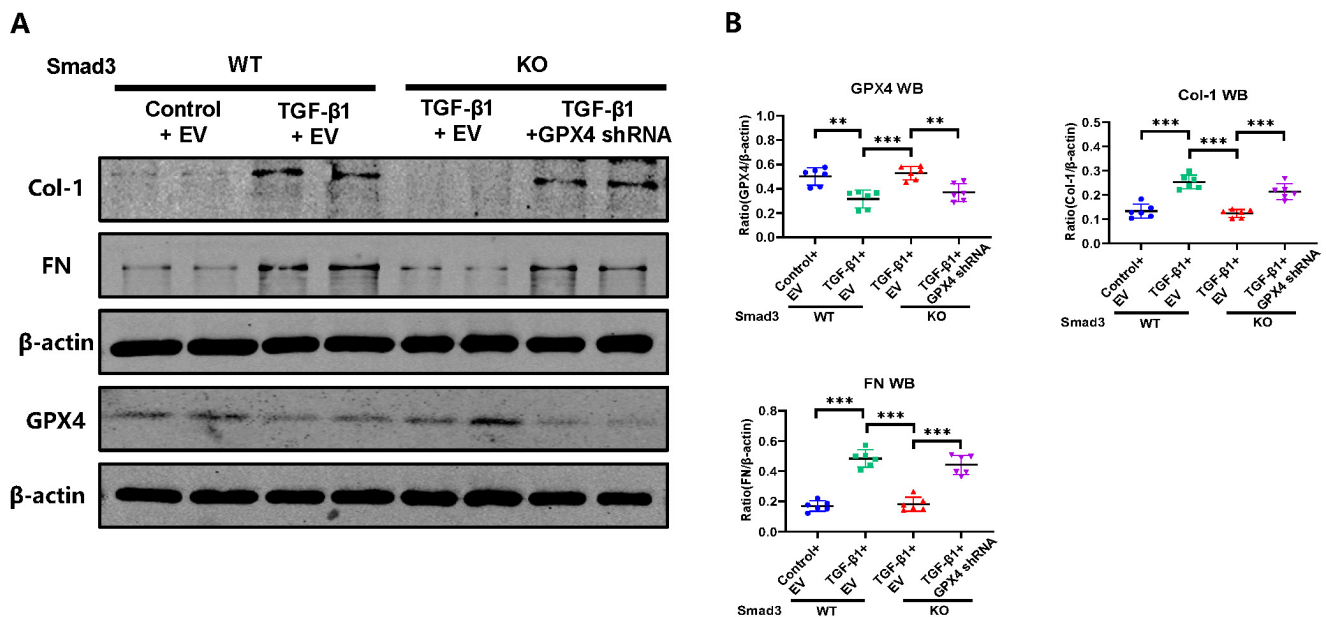 A
Smad3 WT KO
Control + EV
TGF-β1 + EV
TGF-β1 + EV
TGF-β1 +GPX4 shRNA
Col-1
FN
β-actin
GPX4
β-actin
B
GPX4 WB
Ratio(GPX4/β-actin)
1.0
0.8
0.6
0.4
0.2
0.0
** *** **
Control+ EV
TGF-β1+ EV
TGF-β1+ EV
TGF-β1+ GPX4 shRNA
Smad3 WT KO
Col-1 WB
Ratio(Col-1/β-actin)
0.5
0.4
0.3
0.2
0.1
0.0
*** *** ***
Control+ EV
TGF-β1+ EV
TGF-β1+ EV
TGF-β1+ GPX4 shRNA
Smad3 WT KO
FN WB
Ratio(FN/β-actin)
0.8
0.6
0.4
0.2
0.0
*** *** ***
Control+ EV
TGF-β1+ EV
TGF-β1+ EV
TGF-β1+ GPX4 shRNA
Smad3 WT KO